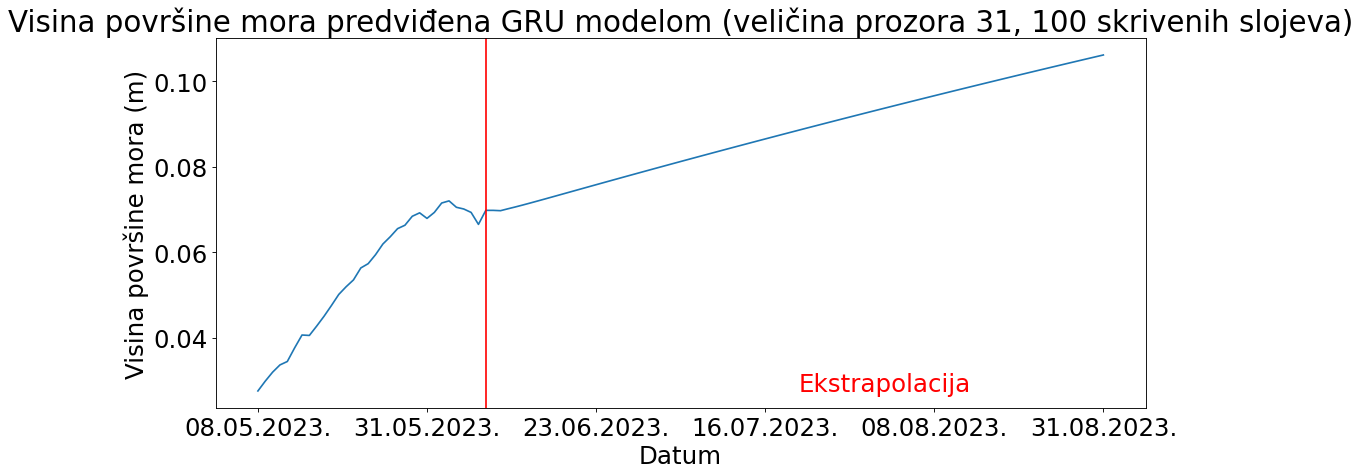 Visina površine mora predviđena GRU modelom (veličina prozora 31, 100 skrivenih slojeva)
Visina površine mora (m)
0.10
0.08
0.06
0.04
Ekstrapolacija
08.05.2023. 31.05.2023. 23.06.2023. 16.07.2023. 08.08.2023. 31.08.2023.
Datum